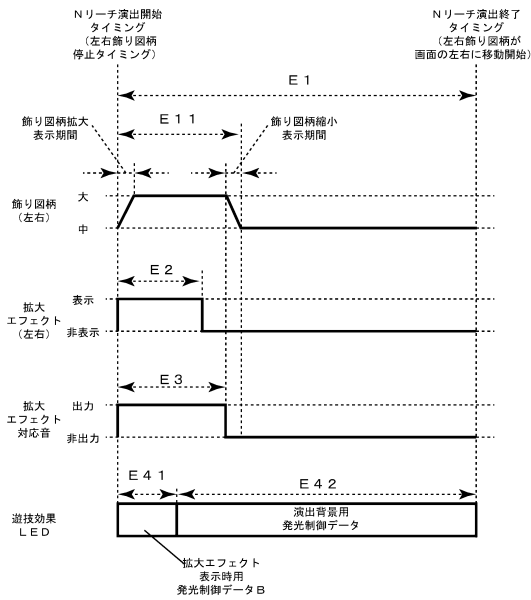 Nリーチ演出開始
タイミング
(左右飾り図柄
停止タイミング)
Nリーチ演出終了
タイミング
(左右飾り図柄が
画面の左右に移動開始)
E1
飾り図柄拡大
表示期間
E11
飾り図柄縮小
表示期間
飾り図柄
(左右)
大
中
E2
拡大
エフェクト
(左右)
表示
非表示
E3
拡大
エフェクト
対応音
出力
非出力
E41
E42
遊技効果
LED
演出背景用
発光制御データ
拡大エフェクト
表示時用
発光制御データB